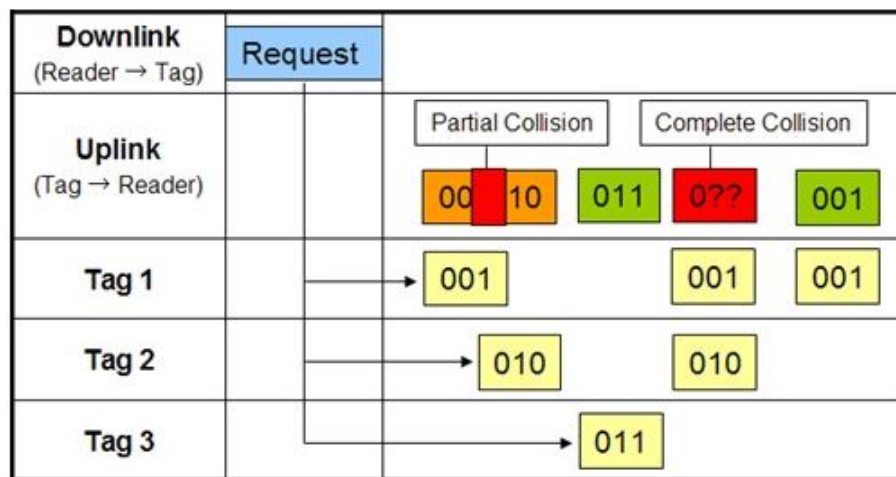 Downlink
(Reader → Tag)
Request
Uplink
(Tag → Reader)
Partial Collision
Complete Collision
00 10
011
0??
001
Tag 1
001
001
001
Tag 2
010
010
Tag 3
011